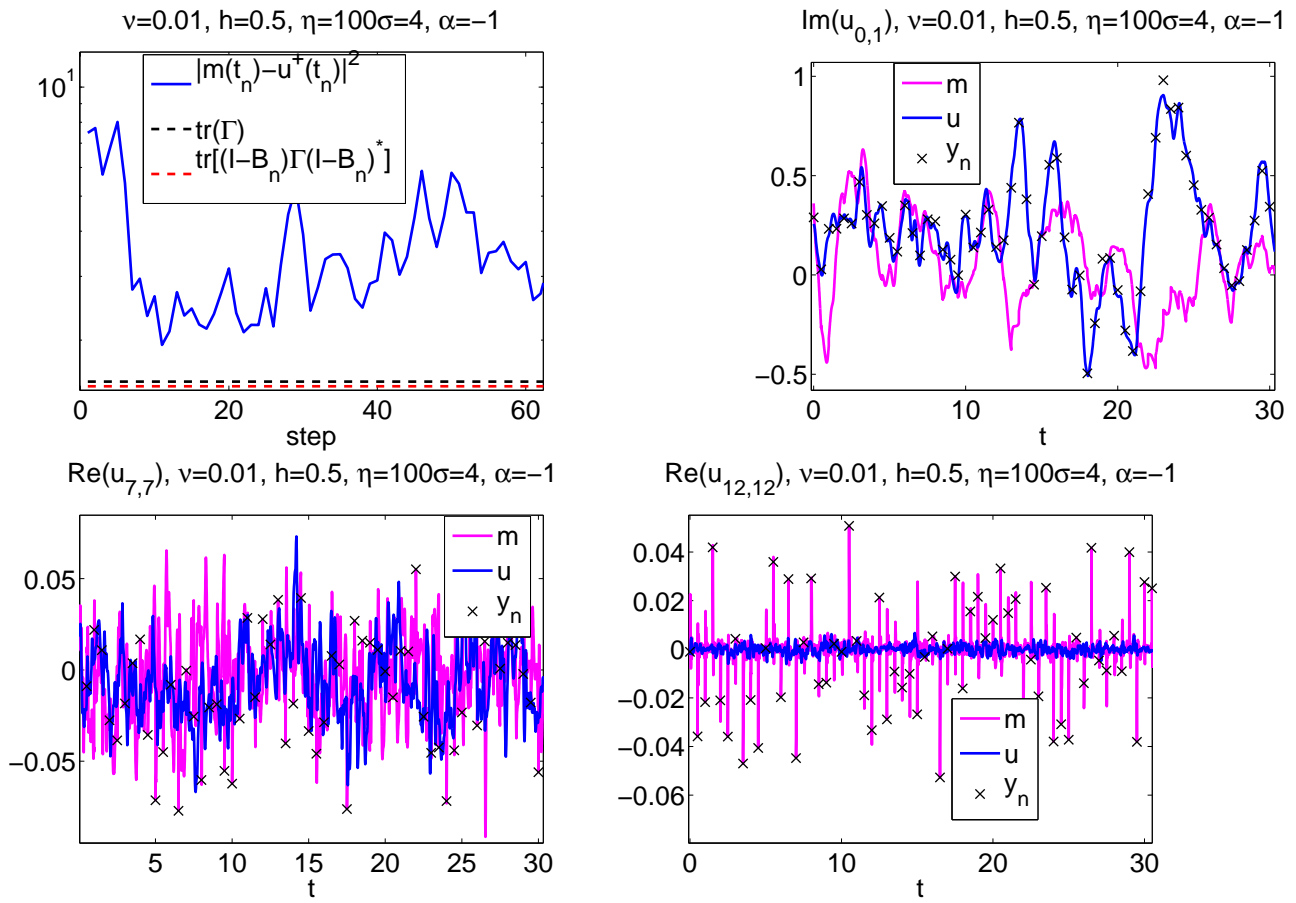 ν=0.01, h=0.5, η=100σ=4, α=−1
10^1
|m(t_n)−u^+(t_n)|^2
tr(Γ)
tr[(I−B_n)Γ(I−B_n)^*]
0 20 40 60
step
Im(u_{0,1}), ν=0.01, h=0.5, η=100σ=4, α=−1
1
0.5
0
−0.5
m
u
y_n
0 10 20 30
t
Re(u_{7,7}), ν=0.01, h=0.5, η=100σ=4, α=−1
0.05
0
−0.05
m
u
y_n
5 10 15 20 25 30
t
Re(u_{12,12}), ν=0.01, h=0.5, η=100σ=4, α=−1
0.04
0.02
0
−0.02
−0.04
−0.06
m
u
y_n
0 10 20 30
t